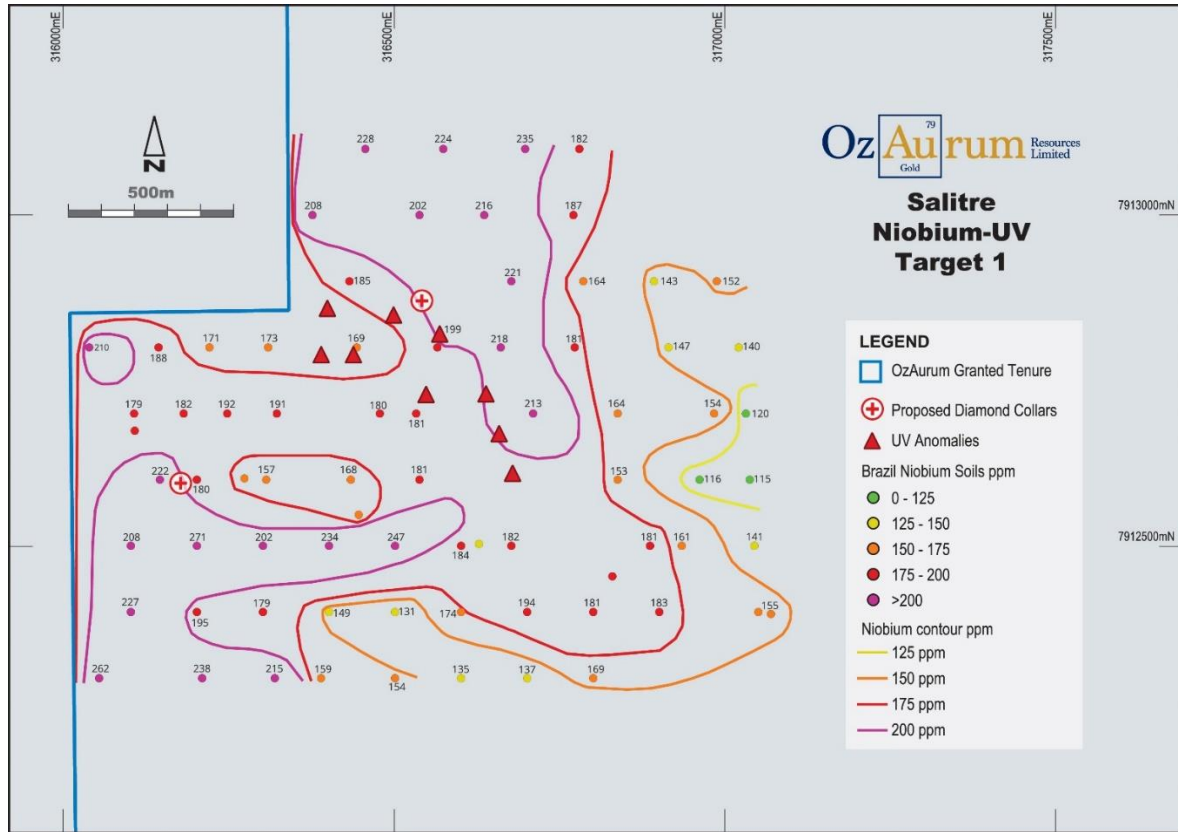 316000mE
316500mE
317000mE
317500mE
79
Oz Au rum Resources
Limited
Gold
Salitre
Niobium-UV
Target 1
N
500m
7913000mN
7912500mN
228 224 235 182
208 202 216 187
185 221 164 143 152
210 188 171 173 169 199 218 181 147 140
179 182 192 191 180 181 213 164 154 120
222 180 157 168 181 153 116 115
208 271 202 234 247 184 182 181 161 141
227 195 179 149 131 174 194 181 183 155
262 238 215 159 154 135 137 169
LEGEND
OzAurum Granted Tenure
Proposed Diamond Collars
UV Anomalies
Brazil Niobium Soils ppm
0 - 125
125 - 150
150 - 175
175 - 200
>200
Niobium contour ppm
125 ppm
150 ppm
175 ppm
200 ppm